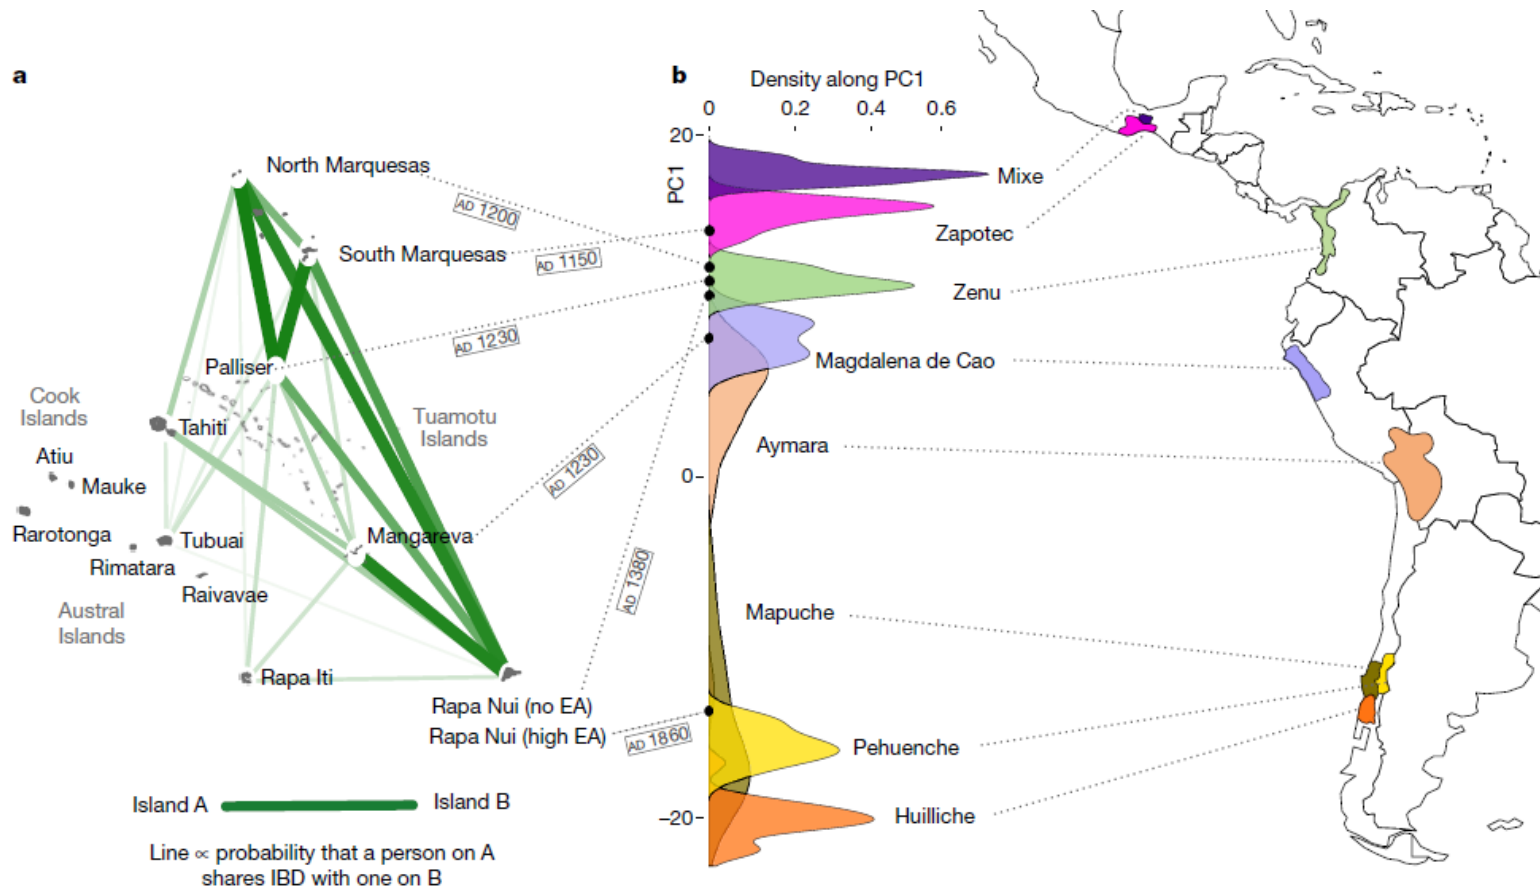 a
North Marquesas
AD 1200
South Marquesas
AD 1150
AD 1230
Palliser
Cook
Islands
Tahiti
Tuamotu
Islands
Atiu
Mauke
AD 1230
Rarotonga
Tubuai
Mangareva
Rimatara
Raivavae
AD 1380
Austral
Islands
Rapa Iti
Rapa Nui (no EA)
Rapa Nui (high EA)
AD 1860
Island A
Island B
Line ∝ probability that a person on A
shares IBD with one on B
b
Density along PC1
0 0.2 0.4 0.6
20
PC1
0
−20
Mixe
Zapotec
Zenu
Magdalena de Cao
Aymara
Mapuche
Pehuenche
Huilliche